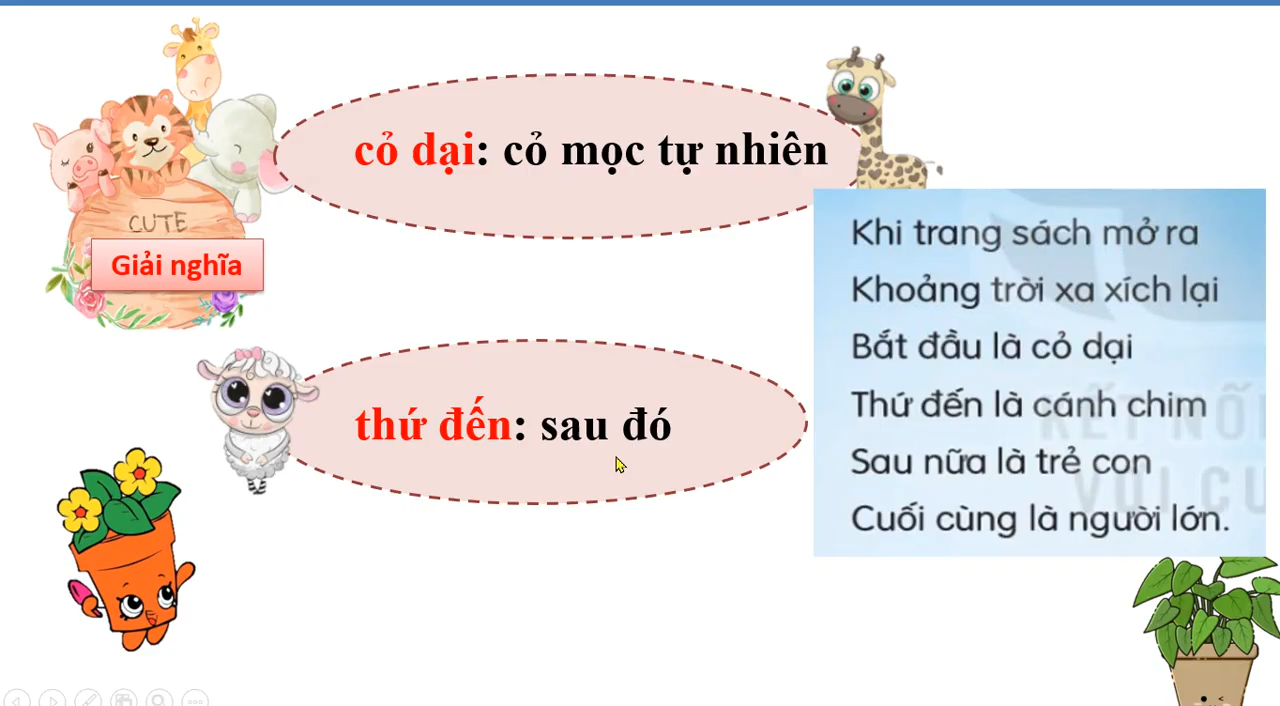 CUTE
Giải nghĩa
cỏ dại: cỏ mọc tự nhiên
thứ đến: sau đó
Khi trang sách mở ra
Khoảng trời xa xích lại
Bắt đầu là cỏ dại
Thứ đến là cánh chim
Sau nữa là trẻ con
Cuối cùng là người lớn.